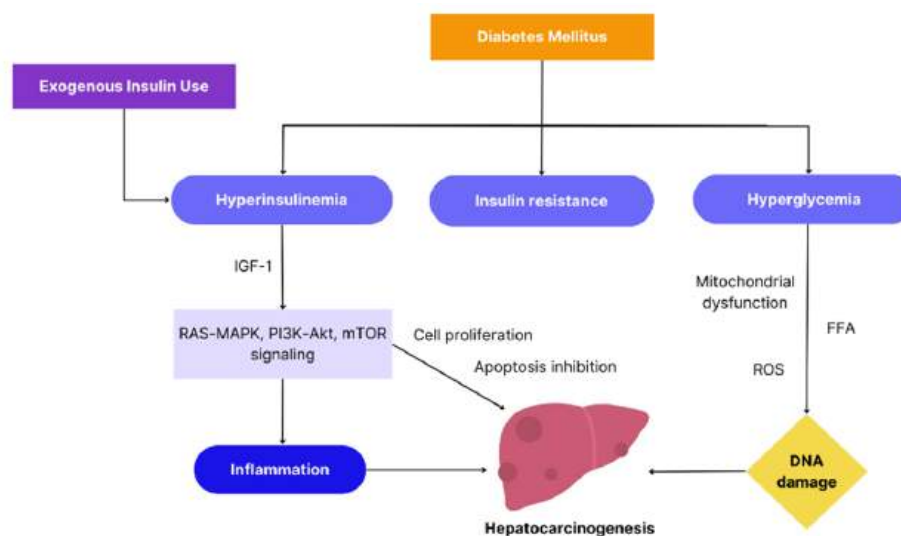 Diabetes Mellitus
Exogenous Insulin Use
Hyperinsulinemia
Insulin resistance
Hyperglycemia
IGF-1
Mitochondrial
dysfunction
FFA
RAS-MAPK, PI3K-Akt, mTOR
signaling
Cell proliferation
Apoptosis inhibition
ROS
Inflammation
DNA
damage
Hepatocarcinogenesis